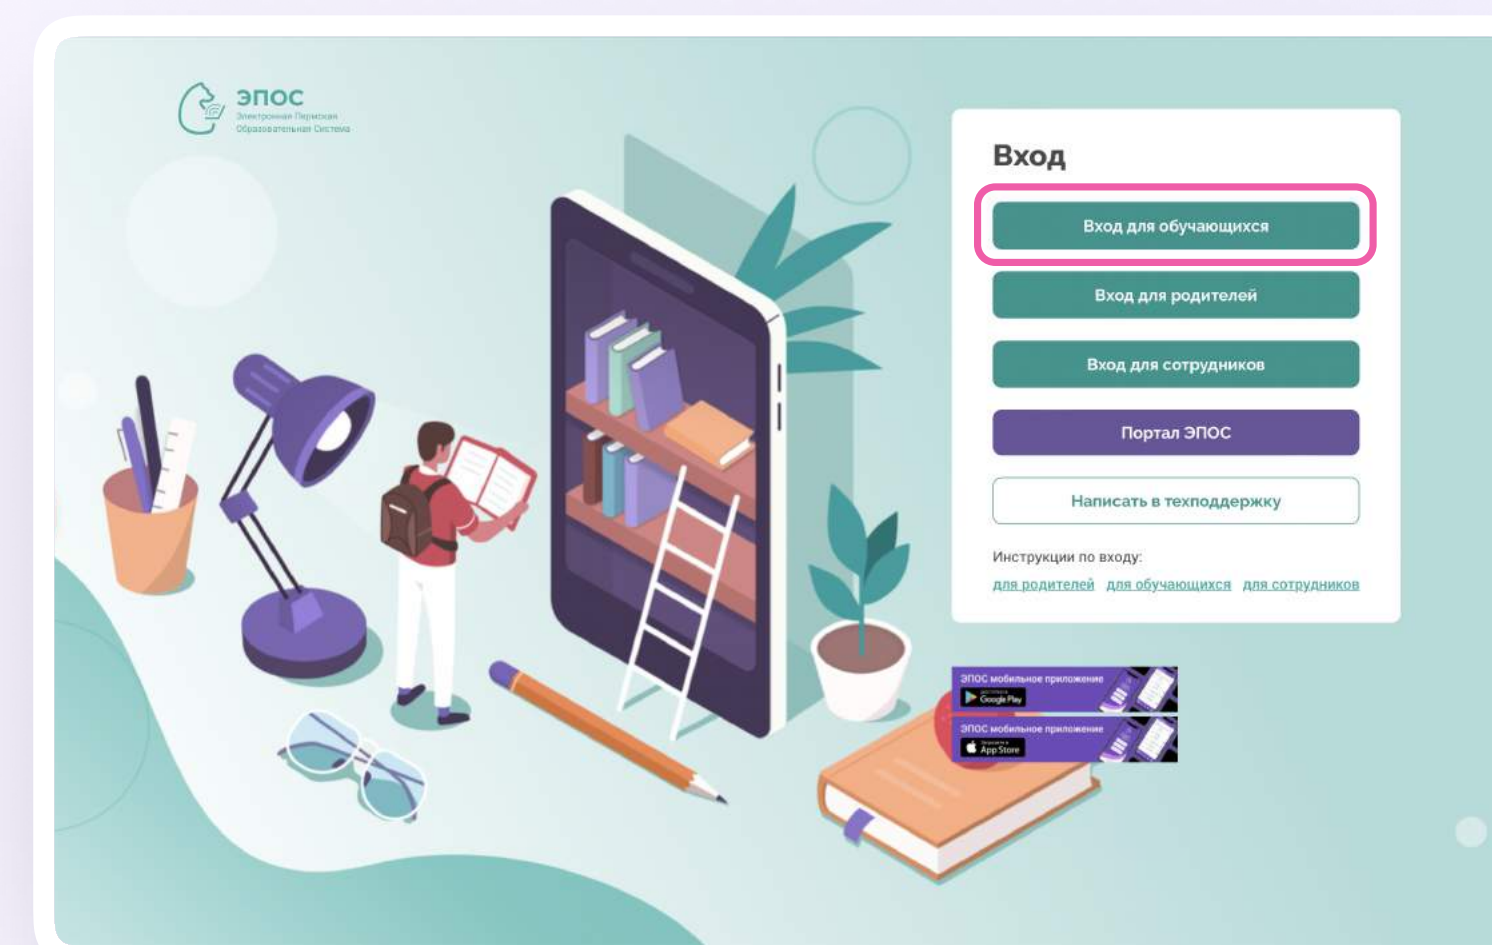 ЭПОС
Электронная Пермская
Образовательная Система
Вход
Вход для обучающихся
Вход для родителей
Вход для сотрудников
Портал ЭПОС
Написать в техподдержку
Инструкции по входу:
для родителей для обучающихся для сотрудников
ЭПОС мобильное приложение
Google Play
ЭПОС мобильное приложение
App Store